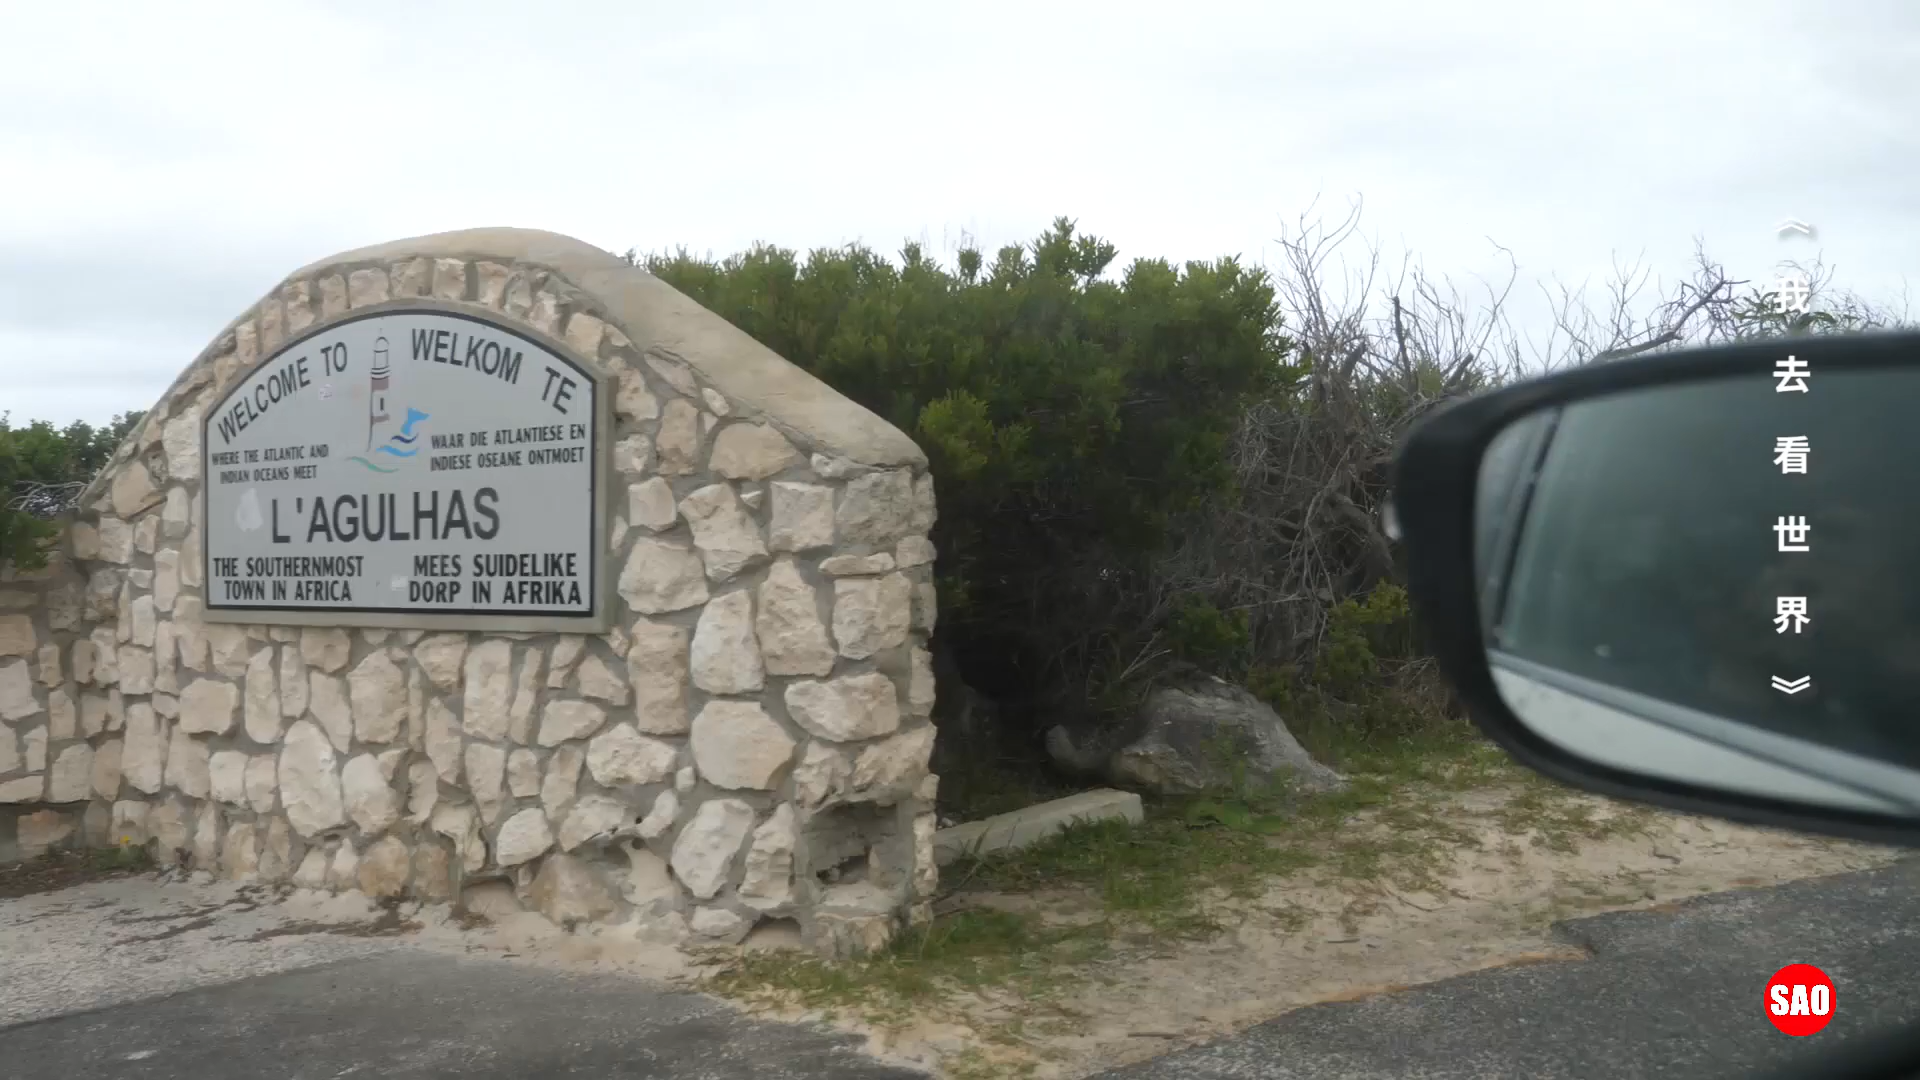 WELCOME TO
WELKOM TE
WHERE THE ATLANTIC AND
INDIAN OCEANS MEET
WAAR DIE ATLANTIESE EN
INDIESE OSEANE ONTMOET
L'AGULHAS
THE SOUTHERNMOST
TOWN IN AFRICA
MEES SUIDELIKE
DORP IN AFRIKA
《我去看世界》
SAO